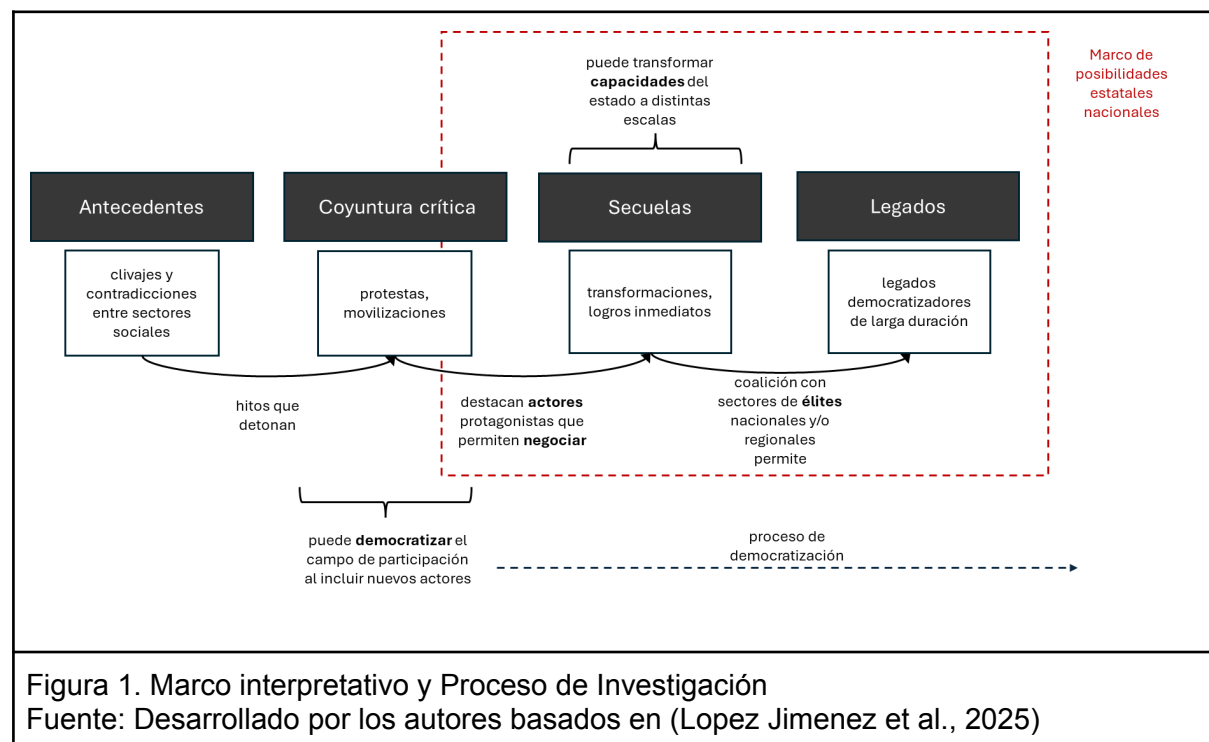 puede transformar
capacidades del
estado a distintas
escalas
Marco de
posibilidades
estatales
nacionales
Antecedentes
Coyuntura crítica
Secuelas
Legados
clivajes y
contradicciones
entre sectores
sociales
protestas,
movilizaciones
transformaciones,
logros inmediatos
legados
democratizadores
de larga duración
hitos que
detonan
destacan actores
protagonistas que
permiten negociar
coalición con
sectores de élites
nacionales y/o
regionales
permite
puede democratizar el
campo de participación
al incluir nuevos actores
proceso de
democratización
Figura 1. Marco interpretativo y Proceso de Investigación
Fuente: Desarrollado por los autores basados en (Lopez Jimenez et al., 2025)